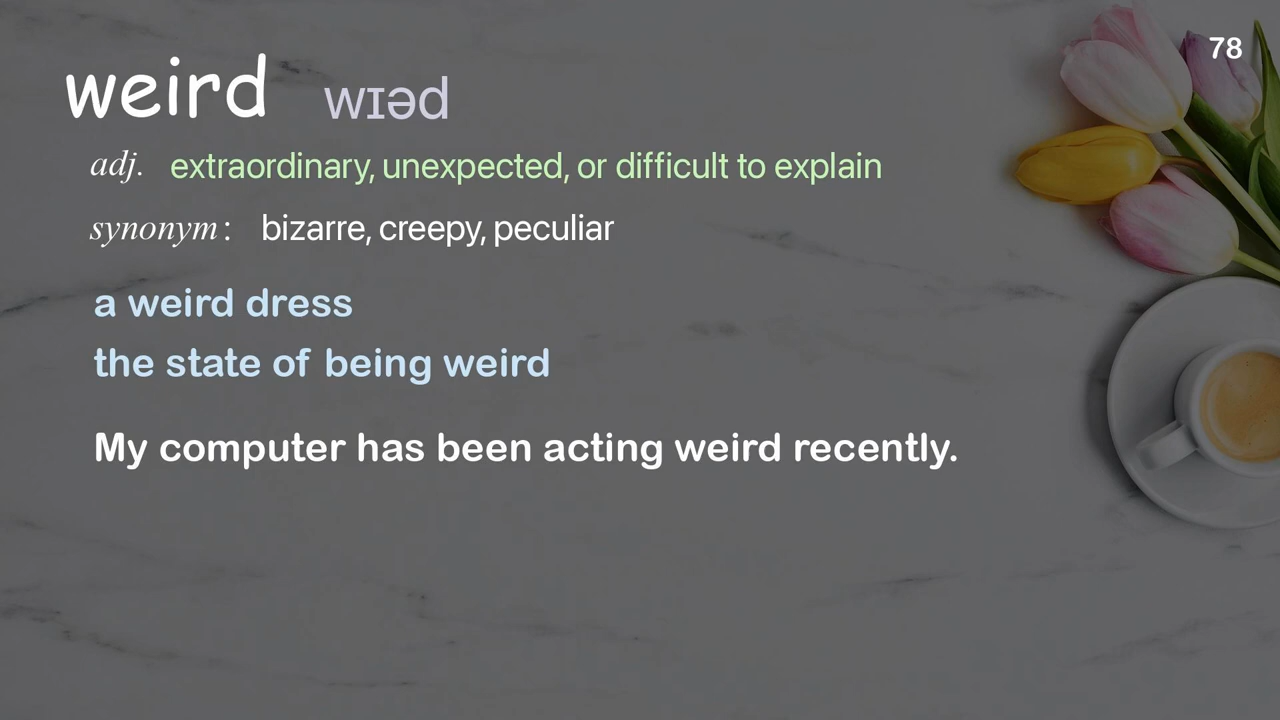 78
weird wɪəd
adj. extraordinary, unexpected, or difficult to explain
synonym: bizarre, creepy, peculiar
a weird dress
the state of being weird
My computer has been acting weird recently.